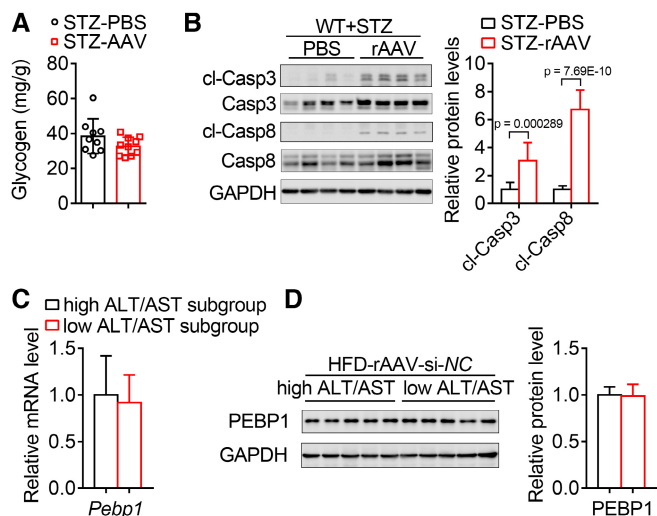 A
STZ-PBS
STZ-AAV
Glycogen (mg/g)
80
60
40
20
0
B
WT+STZ
PBS rAAV
cl-Casp3
Casp3
cl-Casp8
Casp8
GAPDH
STZ-PBS
STZ-rAAV
Relative protein levels
10
8
6
4
2
0
p = 7.69E-10
p = 0.000289
cl-Casp3
cl-Casp8
C
high ALT/AST subgroup
low ALT/AST subgroup
Relative mRNA level
1.5
1.0
0.5
0.0
Pebp1
D
HFD-rAAV-si-NC
high ALT/AST low ALT/AST
PEBP1
GAPDH
Relative protein level
1.5
1.0
0.5
0.0
PEBP1